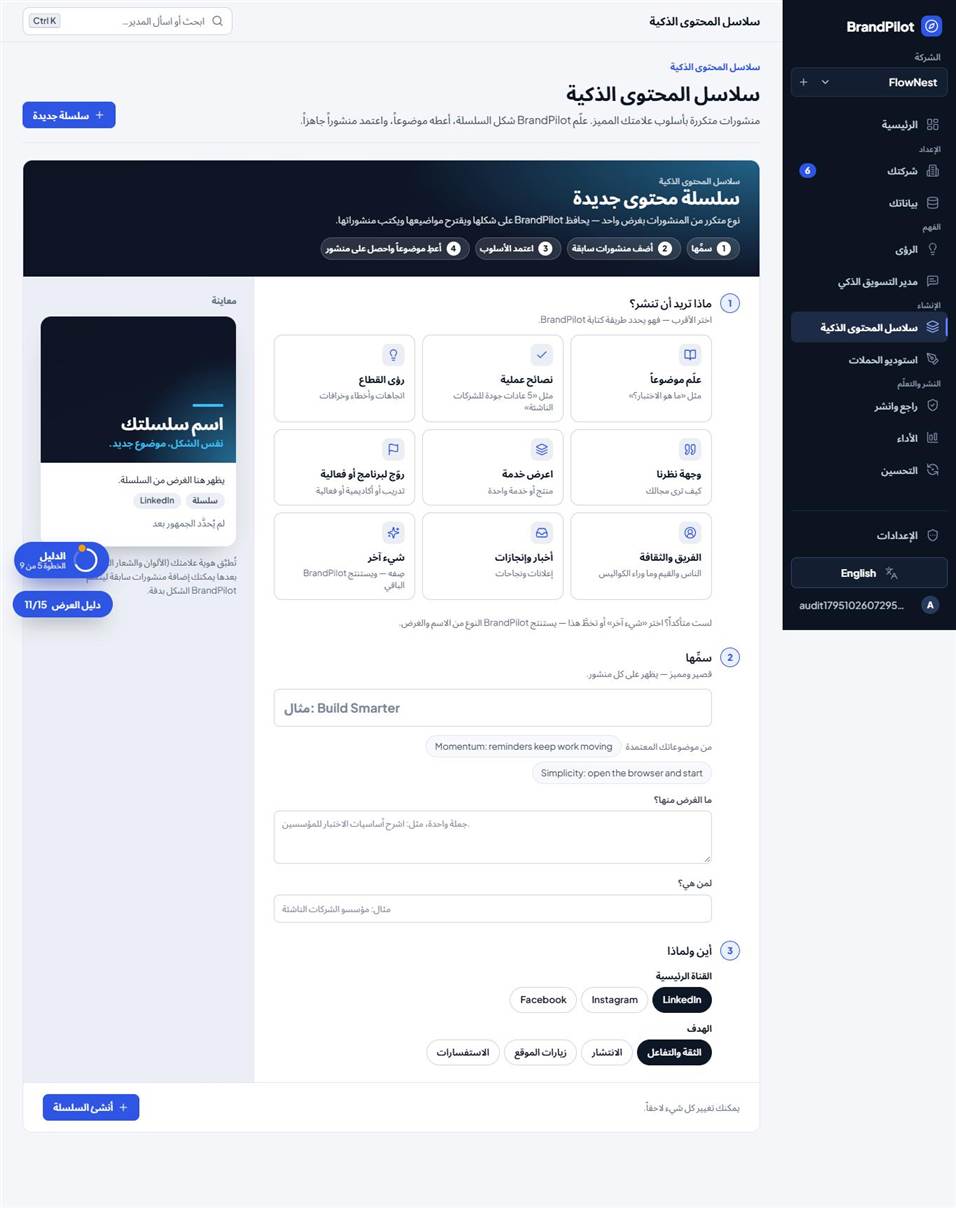 BrandPilot
الشركة
FlowNest
الرئيسية
الإعداد
شركتك
6
بياناتك
الفهم
الرؤى
مدير التسويق الذكي
الإنشاء
سلاسل المحتوى الذكية
استوديو الحملات
النشر والتعلّم
راجع وانشر
الأداء
التحسين
الإعدادات
English
audit1795102607295...
A
سلاسل المحتوى الذكية
ابحث أو اسأل المدير...
Ctrl K
سلاسل المحتوى الذكية
سلاسل المحتوى الذكية
منشورات متكررة بأسلوب علامتك المميز. علّم BrandPilot شكل السلسلة، أعطه موضوعاً، واعتمد منشوراً جاهزاً.
سلسلة جديدة
سلاسل المحتوى الذكية
سلسلة محتوى جديدة
نوع متكرر من المنشورات بغرض واحد — يحافظ BrandPilot على شكلها ويقترح مواضيعها ويكتب منشوراتها.
1 سمِّها
2 أضف منشورات سابقة
3 اعتمد الأسلوب
4 أعطِ موضوعاً واحصل على منشور
1 ماذا تريد أن تنشر؟
اختر الأقرب — فهو يحدد طريقة كتابة BrandPilot.
علّم موضوعاً
مثل «ما هو الاختبار؟»
نصائح عملية
مثل «5 عادات جودة للشركات
الناشئة»
رؤى القطاع
اتجاهات وأخطاء وخرافات
وجهة نظرنا
كيف ترى مجالك
اعرض خدمة
منتج أو خدمة واحدة
روّج لبرنامج أو فعالية
تدريب أو أكاديمية أو فعالية
الفريق والثقافة
الناس والقيم وما وراء الكواليس
أخبار وإنجازات
إعلانات ونجاحات
شيء آخر
صِفه — ويستنتج BrandPilot
الباقي
لست متأكداً؟ اختر «شيء آخر» أو تخطَّ هذا — يستنتج BrandPilot النوع من الاسم والغرض.
2 سمِّها
قصير ومميز — يظهر على كل منشور.
مثال: Build Smarter
من موضوعاتك المعتمدة
Momentum: reminders keep work moving
Simplicity: open the browser and start
ما الغرض منها؟
جملة واحدة، مثل: اشرح أساسيات الاختبار للمؤسسين.
لمن هي؟
مثال: مؤسسو الشركات الناشئة
3 أين ولماذا
القناة الرئيسية
LinkedIn
Instagram
Facebook
الهدف
الثقة والتفاعل
الانتشار
زيارات الموقع
الاستفسارات
يمكنك تغيير كل شيء لاحقاً.
أنشئ السلسلة
معاينة
اسم سلسلتك
نفس الشكل، موضوع جديد.
يظهر هنا الغرض من السلسلة.
سلسلة
LinkedIn
لم يُحدَّد الجمهور بعد
تُطبَّق هوية علامتك (الألوان والشعار
بعدها يمكنك إضافة منشورات سابقة
BrandPilot الشكل بدقة.
الدليل
الخطوة 5 من 9
دليل العرض 11/15